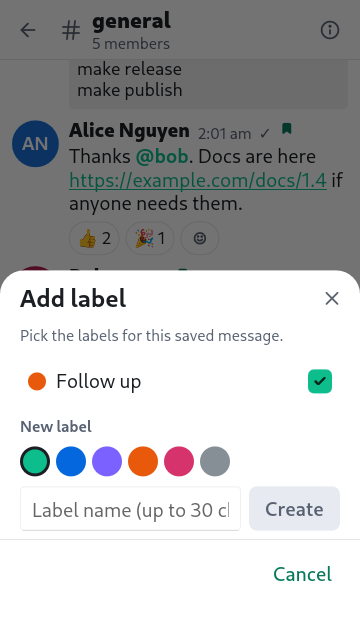 general
5 members
make release
make publish
AN
Alice Nguyen 2:01 am
Thanks @bob. Docs are here
https://example.com/docs/1.4 if
anyone needs them.
2 1
Add label
Pick the labels for this saved message.
Follow up
New label
Label name (up to 30 cl
Create
Cancel